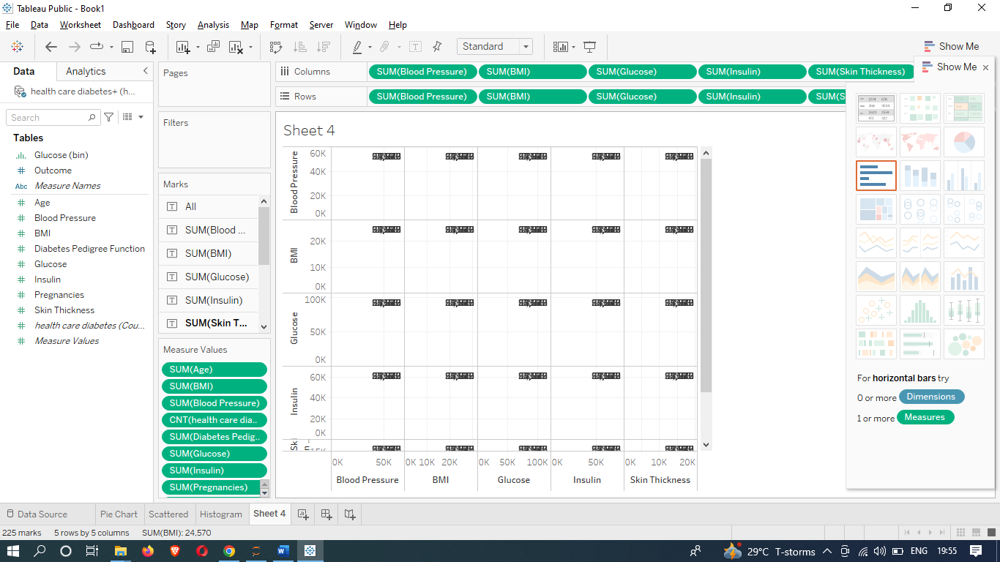 Tableau Public - Book1
File Data Worksheet Dashboard Story Analysis Map Format Server Window Help
Standard
Show Me
Data Analytics
health care diabetes+ (h...
Search
Tables
Glucose (bin)
Outcome
Abc Measure Names
Age
Blood Pressure
BMI
Diabetes Pedigree Function
Glucose
Insulin
Pregnancies
Skin Thickness
health care diabetes (Cou...
Measure Values
Pages
Filters
Marks
All
SUM(Blood ...
SUM(BMI)
SUM(Glucose)
SUM(Insulin)
SUM(Skin T...
Measure Values
SUM(Age)
SUM(BMI)
SUM(Blood Pressure)
CNT(health care dia..
SUM(Diabetes Pedig..
SUM(Glucose)
SUM(Insulin)
SUM(Pregnancies)
Columns SUM(Blood Pressure) SUM(BMI) SUM(Glucose) SUM(Insulin) SUM(Skin Thickness)
Rows SUM(Blood Pressure) SUM(BMI) SUM(Glucose) SUM(Insulin) SUM(S
Sheet 4
Blood Pressure
60K
40K
20K
0K
BMI
20K
10K
0K
Glucose
100K
50K
0K
Insulin
60K
40K
20K
0K
Ski
15K
0K 50K 0K 10K 20K 0K 50K 100K 0K 50K 0K 10K 20K
Blood Pressure BMI Glucose Insulin Skin Thickness
Show Me
For horizontal bars try
0 or more Dimensions
1 or more Measures
Data Source Pie Chart Scattered Histogram Sheet 4
225 marks 5 rows by 5 columns SUM(BMI): 24,570
29°C T-storms ENG 19:55